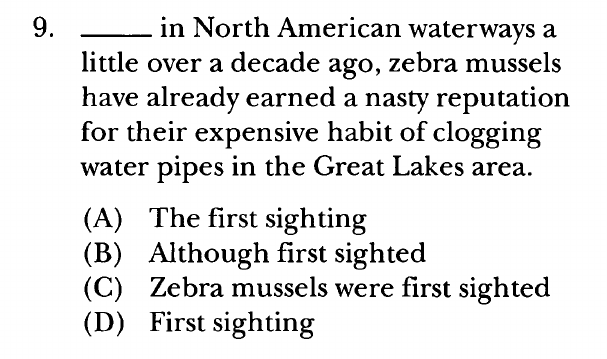 9. _____ in North American waterways a
little over a decade ago, zebra mussels
have already earned a nasty reputation
for their expensive habit of clogging
water pipes in the Great Lakes area.
(A) The first sighting
(B) Although first sighted
(C) Zebra mussels were first sighted
(D) First sighting